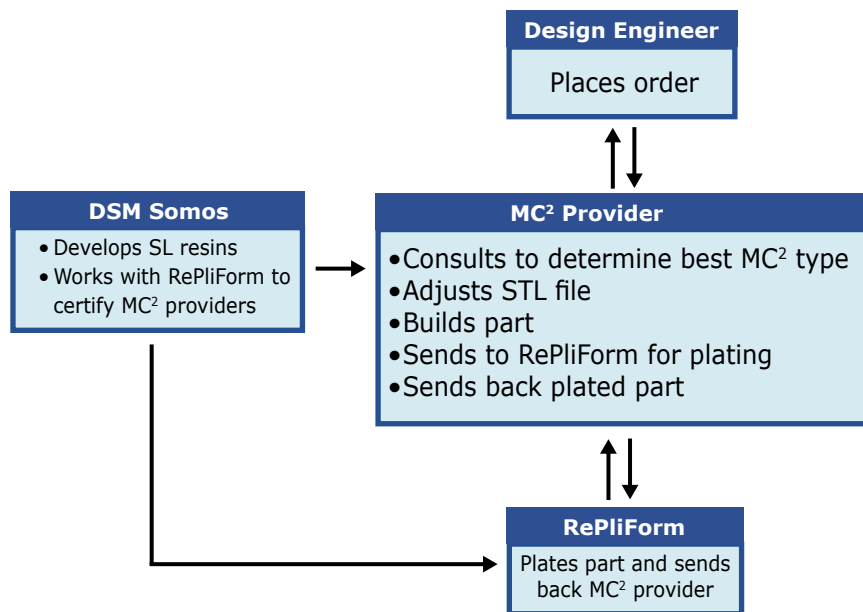 Design Engineer
Places order
DSM Somos
• Develops SL resins
• Works with RePliForm to
certify MC² providers
MC² Provider
•Consults to determine best MC² type
•Adjusts STL file
•Builds part
•Sends to RePliForm for plating
•Sends back plated part
RePliForm
Plates part and sends
back MC² provider